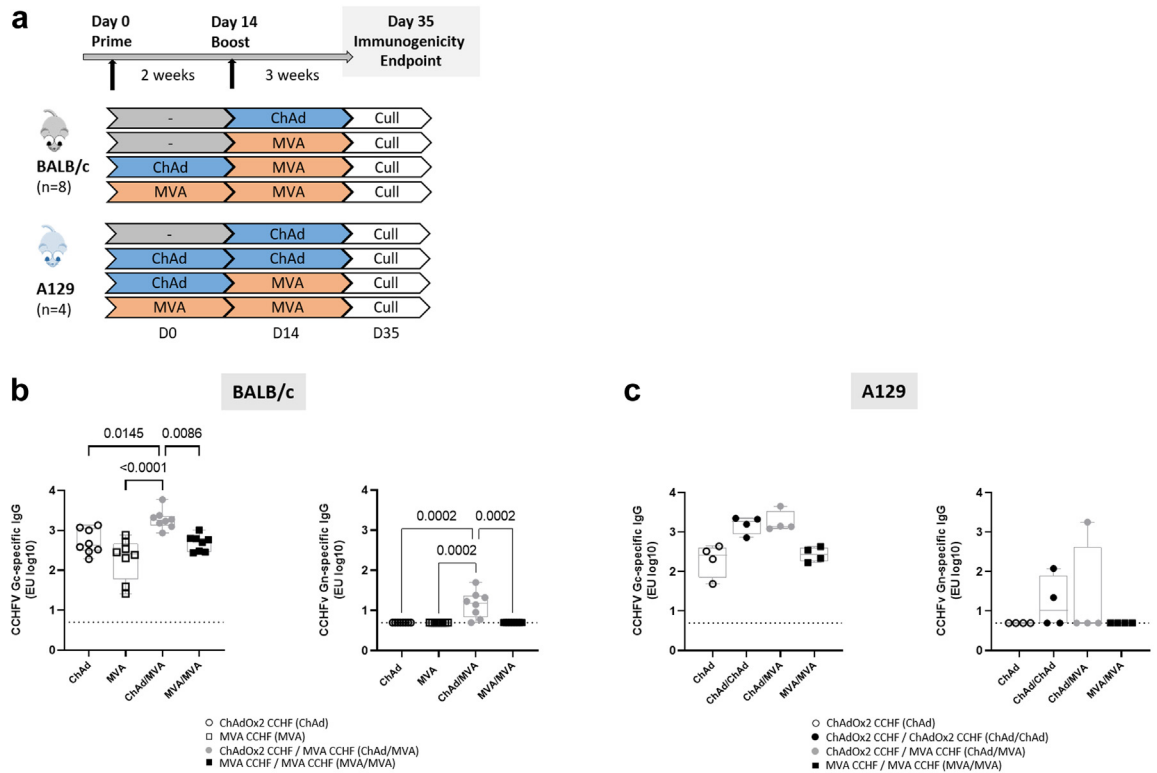 a
Day 0
Prime
Day 14
Boost
Day 35
Immunogenicity
Endpoint
2 weeks
3 weeks
BALB/c
(n=8)
- ChAd Cull
- MVA Cull
ChAd MVA Cull
MVA MVA Cull
A129
(n=4)
- ChAd Cull
ChAd ChAd Cull
ChAd MVA Cull
MVA MVA Cull
D0 D14 D35
b
BALB/c
0.0145 0.0086
<0.0001
CCHFV Gc-specific IgG
(EU log10)
4
3
2
1
0
ChAd
MVA
ChAd/MVA
MVA/MVA
CCHFv Gn-specific IgG
(EU log10)
4
3
2
1
0
0.0002 0.0002
0.0002
ChAd
MVA
ChAd/MVA
MVA/MVA
ChAdOx2 CCHF (ChAd)
MVA CCHF (MVA)
ChAdOx2 CCHF / MVA CCHF (ChAd/MVA)
MVA CCHF / MVA CCHF (MVA/MVA)
c
A129
CCHFV Gc-specific IgG
(EU log10)
4
3
2
1
0
ChAd
ChAd/ChAd
ChAd/MVA
MVA/MVA
CCHFv Gn-specific IgG
(EU log10)
4
3
2
1
0
ChAd
ChAd/ChAd
ChAd/MVA
MVA/MVA
ChAdOx2 CCHF (ChAd)
ChAdOx2 CCHF / ChAdOx2 CCHF (ChAd/ChAd)
ChAdOx2 CCHF / MVA CCHF (ChAd/MVA)
MVA CCHF / MVA CCHF (MVA/MVA)